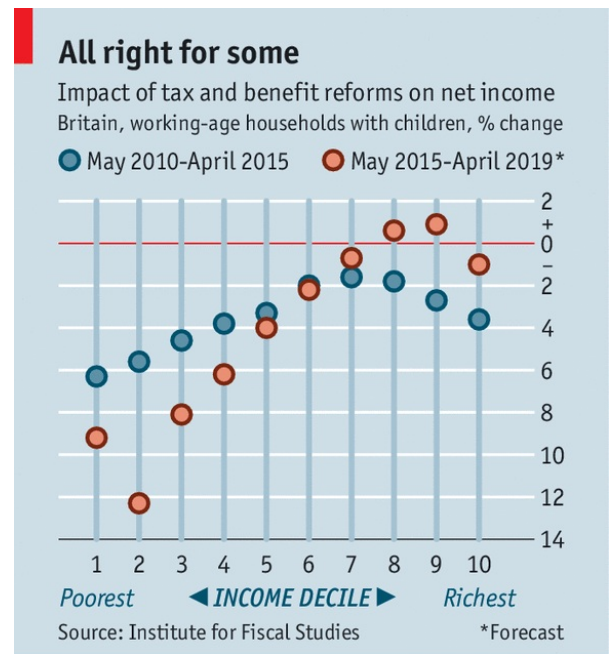 All right for some
Impact of tax and benefit reforms on net income
Britain, working-age households with children, % change
May 2010-April 2015 May 2015-April 2019*
2
+
0
–
2
4
6
8
10
12
14
1 2 3 4 5 6 7 8 9 10
Poorest ◄ INCOME DECILE ► Richest
Source: Institute for Fiscal Studies *Forecast